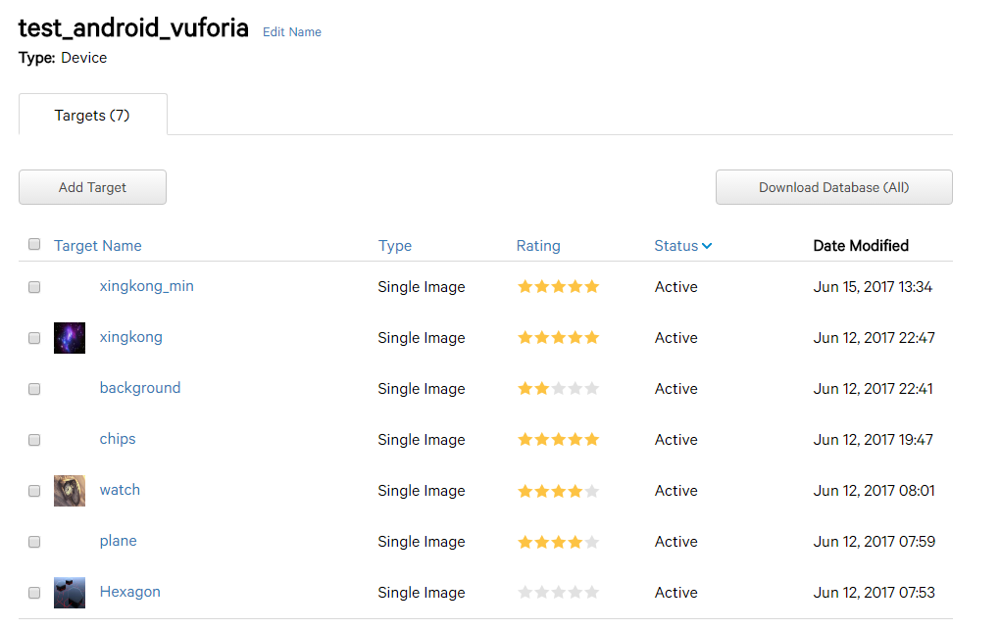 test_android_vuforia Edit Name
Type: Device
Targets (7)
Add Target Download Database (All)
Target Name Type Rating Status Date Modified
xingkong_min Single Image Active Jun 15, 2017 13:34
xingkong Single Image Active Jun 12, 2017 22:47
background Single Image Active Jun 12, 2017 22:41
chips Single Image Active Jun 12, 2017 19:47
watch Single Image Active Jun 12, 2017 08:01
plane Single Image Active Jun 12, 2017 07:59
Hexagon Single Image Active Jun 12, 2017 07:53